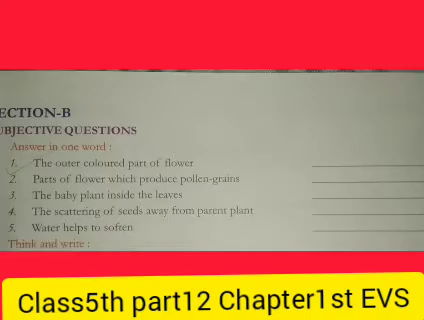 ECTION-B
UBJECTIVE QUESTIONS
Answer in one word :
1. The outer coloured part of flower
2. Parts of flower which produce pollen-grains
3. The baby plant inside the leaves
4. The scattering of seeds away from parent plant
5. Water helps to soften
Think and write :
Class5th part12 Chapter1st EVS